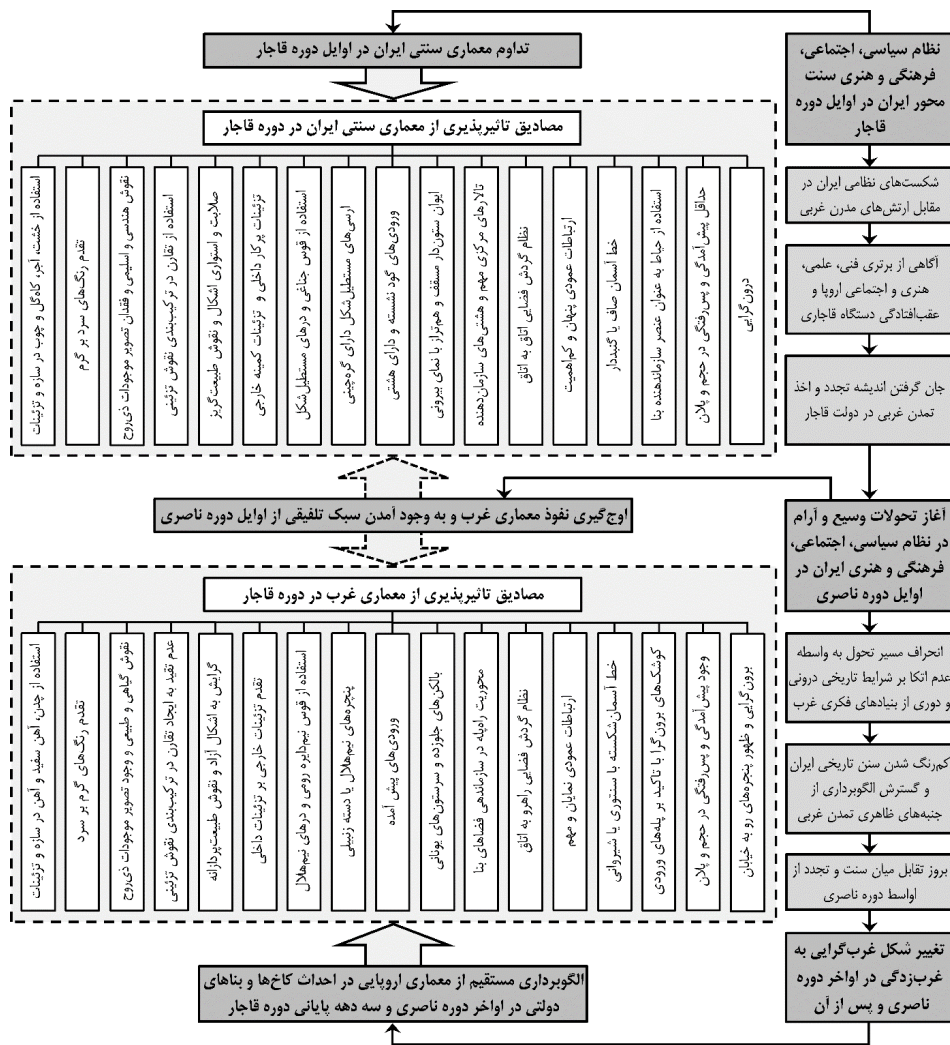 نظام سیاسی، اجتماعی،
فرهنگی و هنری سنت
محور ایران در اوایل دوره
قاجار
تداوم معماری سنتی ایران در اوایل دوره قاجار
مصادیق تاثیرپذیری از معماری سنتی ایران در دوره قاجار
درون‌گرایی
حداقل پیش‌آمدگی و پس‌رفتگی در حجم و پلان
استفاده از حیاط به عنوان عنصر سازمان‌دهنده بنا
خط آسمان صاف یا گنبددار
ارتباطات عمودی پنهان و کم‌اهمیت
نظام گردش فضایی اتاق به اتاق
تالارهای مرکزی مهم و هشتی‌های سازمان‌دهنده
ایوان ستون‌دار مسقف و هم‌تراز با نمای بیرونی
ورودی‌های گود نشسته و دارای هشتی
ارسی‌های مستطیل‌شکل دارای گره‌چینی
استفاده از قوس جناغی و درهای مستطیل‌شکل
تزئینات پرکار داخلی و تزئینات کمینه خارجی
صلابت و استواری اشکال و نقوش طبیعت‌گریز
استفاده از تقارن در ترکیب‌بندی نقوش تزئینی
نقوش هندسی و اسلیمی و فقدان تصویر موجودات ذی‌روح
تقدم رنگ‌های سرد بر گرم
استفاده از خشت، آجر، کاه‌گل و چوب در سازه و تزئینات
شکست‌های نظامی ایران در
مقابل ارتش‌های مدرن غربی
آگاهی از برتری فنی، علمی،
هنری و اجتماعی اروپا و
عقب‌افتادگی دستگاه قاجاری
جان گرفتن اندیشه تجدد و اخذ
تمدن غربی در دولت قاجار
آغاز تحولات وسیع و آرام
در نظام سیاسی، اجتماعی،
فرهنگی و هنری ایران در
اوایل دوره ناصری
اوج‌گیری نفوذ معماری غرب و به وجود آمدن سبک تلفیقی از اوایل دوره ناصری
مصادیق تاثیرپذیری از معماری غرب در دوره قاجار
برون‌گرایی و ظهور پنجره‌های رو به خیابان
وجود پیش‌آمدگی و پس‌رفتگی در حجم و پلان
کوشک‌های برون‌گرا با تاکید بر پله‌های ورودی
خط آسمان‌شکسته با سنتوری یا شیروانی
ارتباطات عمودی نمایان و مهم
نظام گردش فضایی راهرو به اتاق
محوریت راه‌پله در سازماندهی فضاهای بنا
بالکن‌های جلوزده و سرستون‌های یونانی
ورودی‌های پیش آمده
پنجره‌های نیم‌هلال یا دسته زنبیلی
استفاده از قوس نیم‌دایره رومی و درهای نیم‌هلال
تقدم تزئینات خارجی بر تزئینات داخلی
گرایش به اشکال آزاد و نقوش طبیعت‌پردازانه
عدم تقید به ایجاد تقارن در ترکیب‌بندی نقوش تزئینی
نقوش گیاهی و طبیعی و وجود تصویر موجودات ذی‌روح
تقدم رنگ‌های گرم بر سرد
استفاده از چدن، آهن سفید و آهن در سازه و تزئینات
انحراف مسیر تحول به واسطه
عدم اتکا بر شرایط تاریخی درونی
و دوری از بنیادهای فکری غرب
کم‌رنگ شدن سنن تاریخی ایران
و گسترش الگوبرداری از
جنبه‌های ظاهری تمدن غربی
بروز تقابل میان سنت و تجدد از
اواسط دوره ناصری
تغییر شکل غرب‌گرایی به
غرب‌زدگی در اواخر دوره
ناصری و پس از آن
الگوبرداری مستقیم از معماری اروپایی در احداث کاخ‌ها و بناهای
دولتی در اواخر دوره ناصری و سه دهه پایانی دوره قاجار